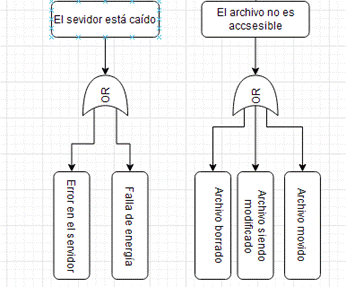 El sevidor está caído
El archivo no es
accsesible
OR
OR
Error en el servidor
Falla de energía
Archivo borrado
Archivo siendo
modificado
Archivo movido